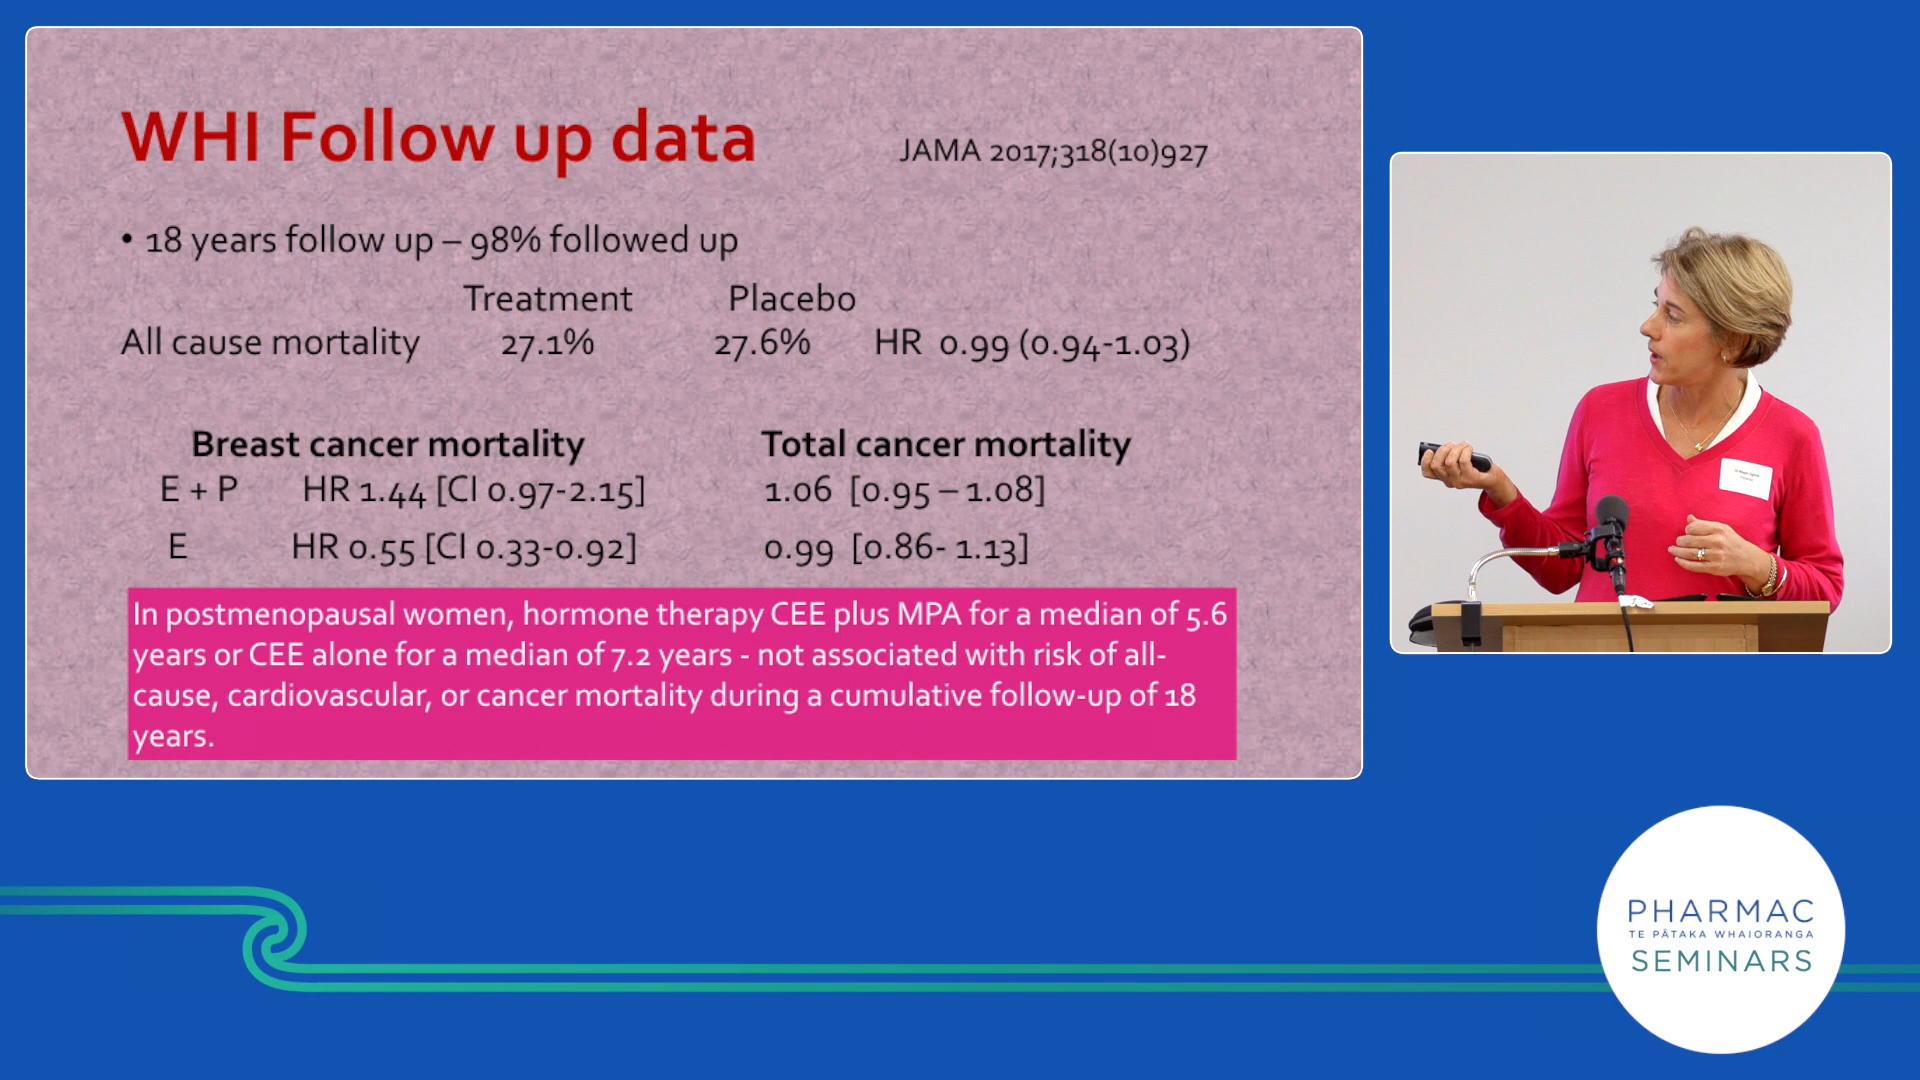 WHI Follow up data
JAMA 2017;318(10)927
• 18 years follow up – 98% followed up
Treatment Placebo
All cause mortality 27.1% 27.6% HR 0.99 (0.94-1.03)
Breast cancer mortality Total cancer mortality
E + P HR 1.44 [CI 0.97-2.15] 1.06 [0.95 – 1.08]
E HR 0.55 [CI 0.33-0.92] 0.99 [0.86- 1.13]
In postmenopausal women, hormone therapy CEE plus MPA for a median of 5.6
years or CEE alone for a median of 7.2 years - not associated with risk of all-
cause, cardiovascular, or cancer mortality during a cumulative follow-up of 18
years.
PHARMAC
TE PĀTAKA WHAIORANGA
SEMINARS